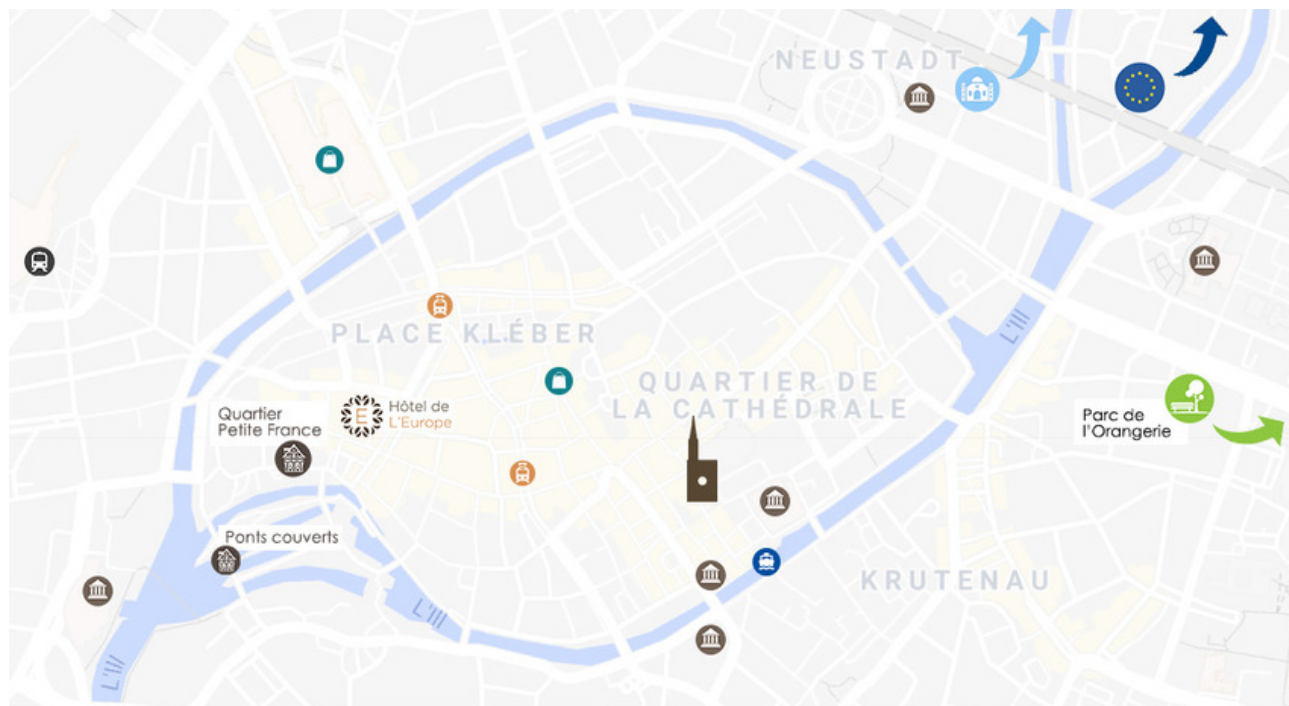 NEUSTADT
PLACE KLÉBER
QUARTIER DE
LA CATHÉDRALE
L'Ill
Quartier
Petite France
E
Hôtel de
L'Europe
Parc de
l'Orangerie
Ponts couverts
KRUTENAU
L'Ill
L'Ill